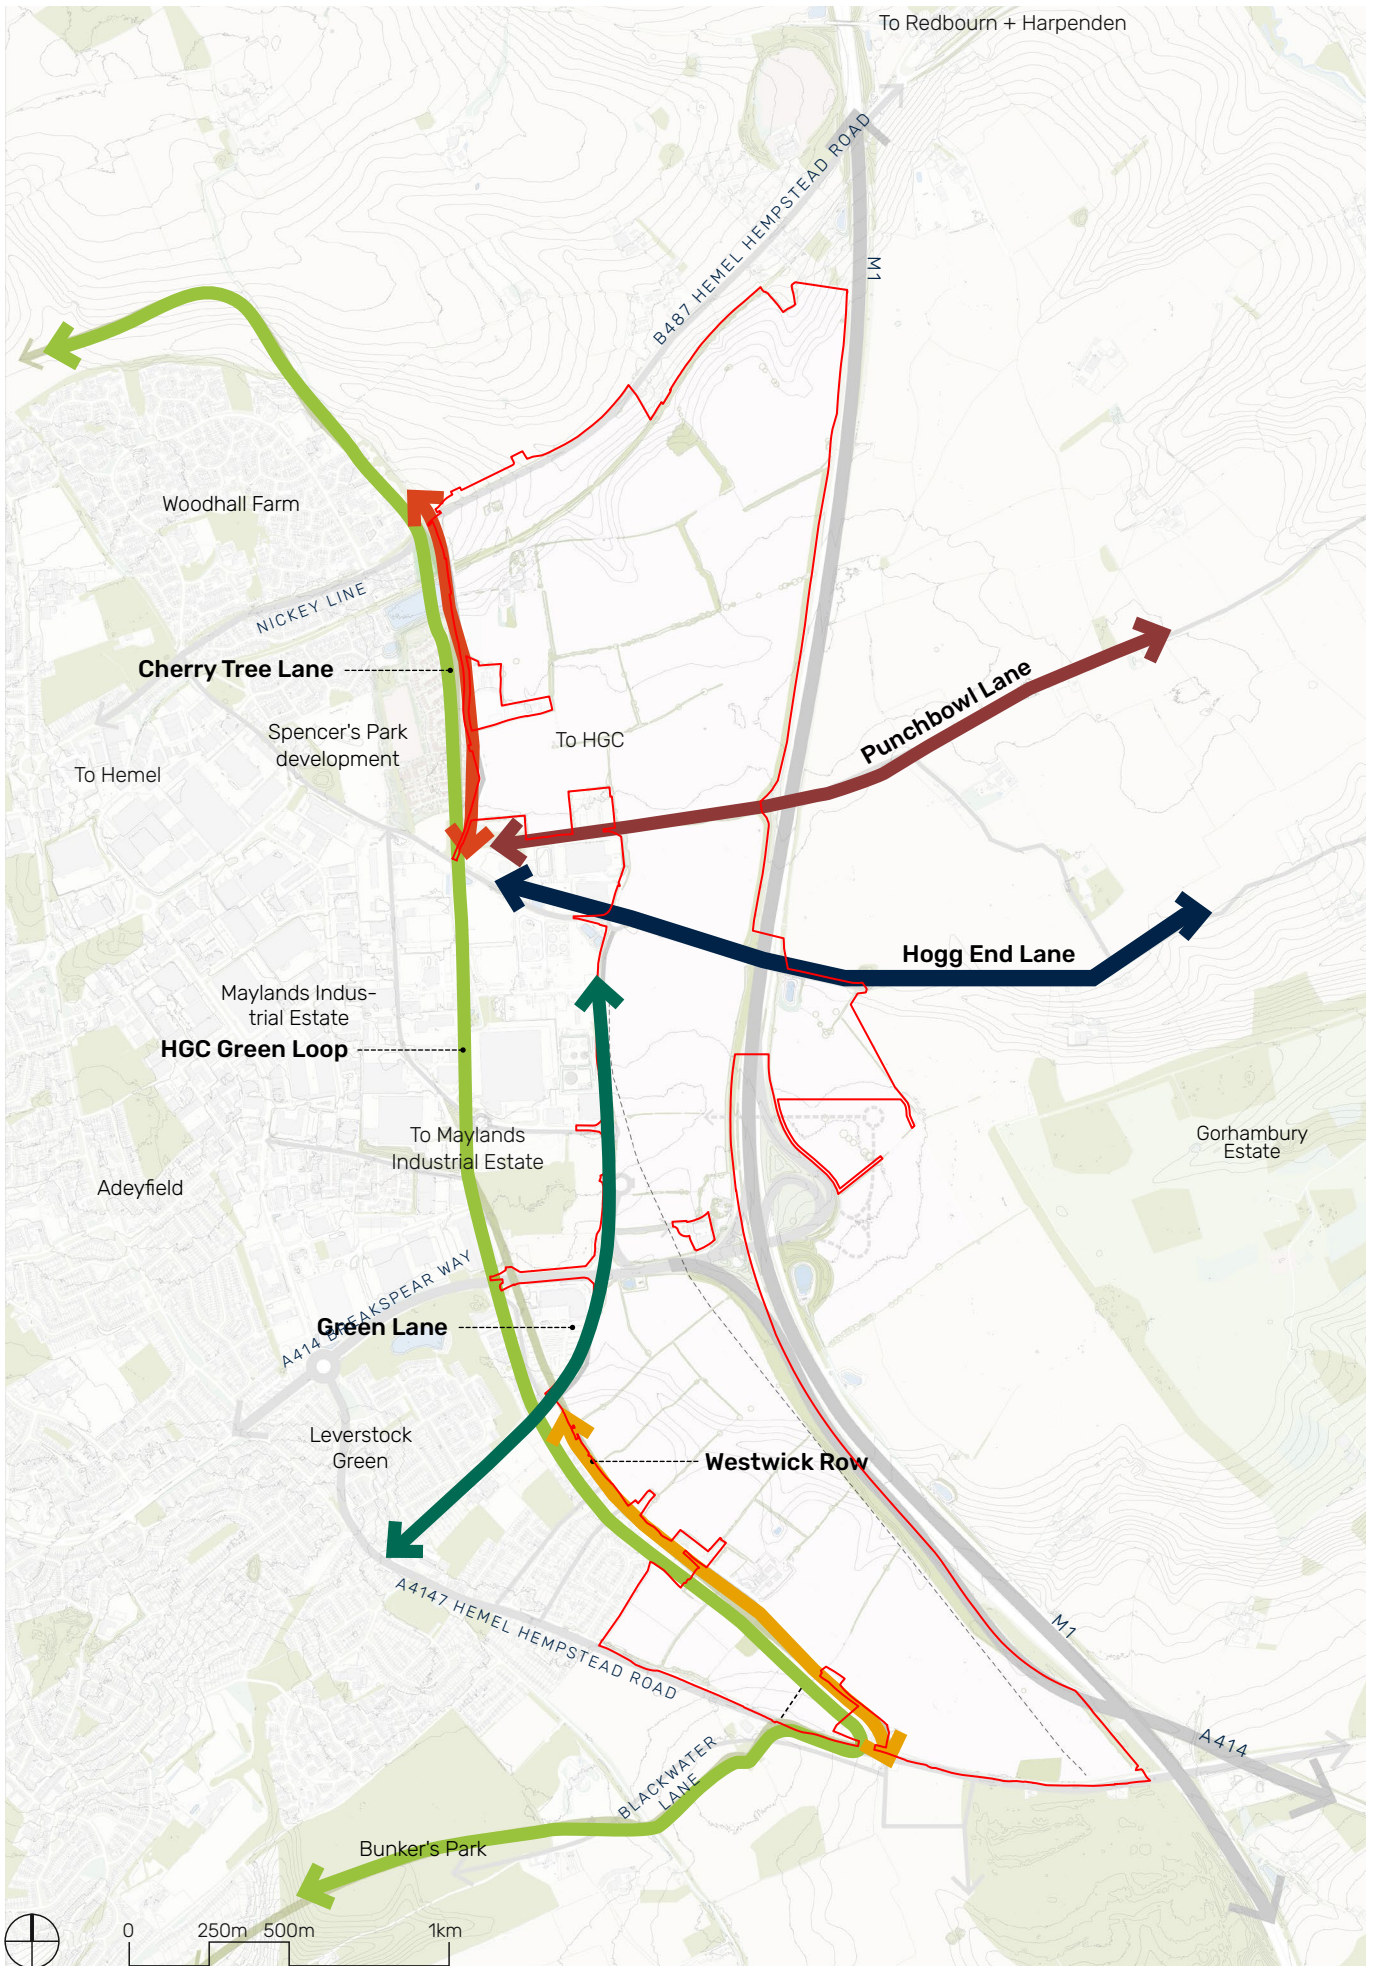 To Redbourn + Harpenden
B487 HEMEL HEMPSTEAD ROAD
M1
Woodhall Farm
NICKEY LINE
Cherry Tree Lane
Punchbowl Lane
Spencer's Park
development
To HGC
To Hemel
Hogg End Lane
Maylands Indus-
trial Estate
HGC Green Loop
To Maylands
Industrial Estate
Gorhambury
Estate
Adeyfield
A414 BREAKSPEAR WAY
Green Lane
Leverstock
Green
Westwick Row
A4147 HEMEL HEMPSTEAD ROAD
M1
A414
BLACKWATER
LANE
Bunker's Park
0 250m 500m 1km